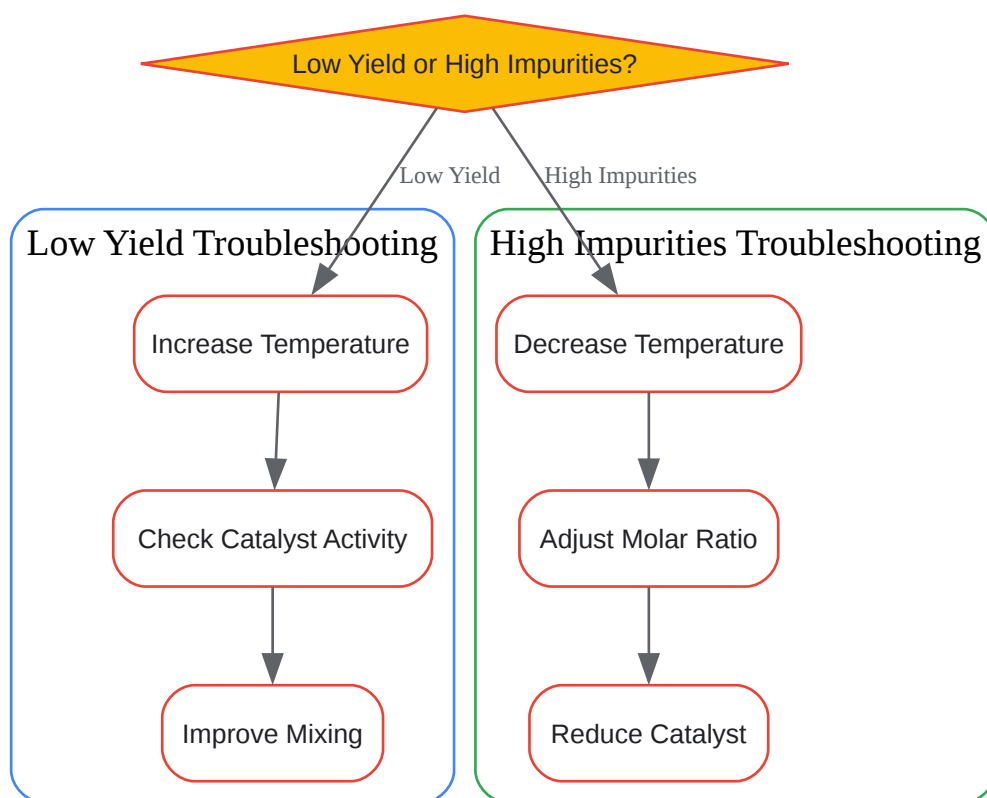 Low Yield or High Impurities?
Low Yield
High Impurities
Low Yield Troubleshooting
High Impurities Troubleshooting
Increase Temperature
Decrease Temperature
Check Catalyst Activity
Adjust Molar Ratio
Improve Mixing
Reduce Catalyst